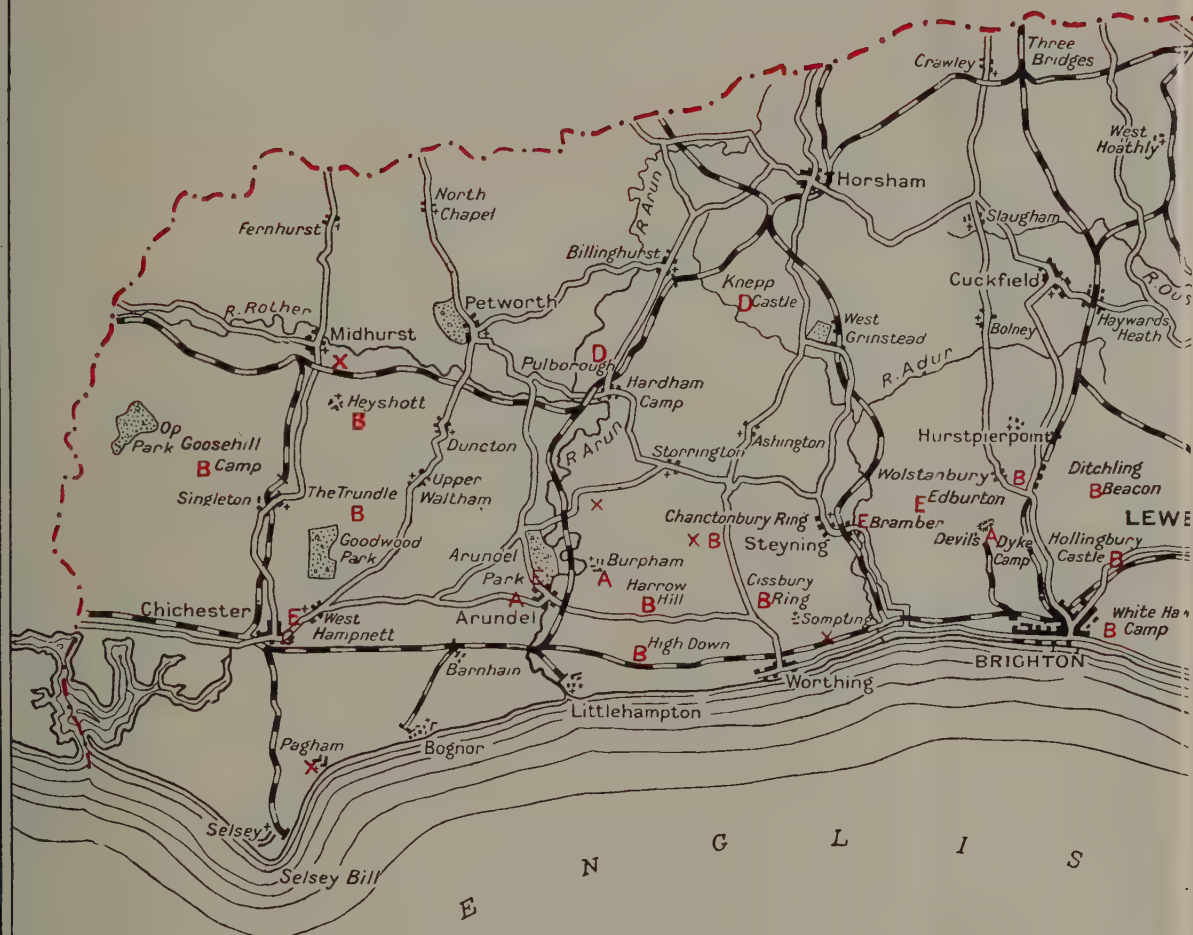 Three
Bridges
Crawley
West
Hoathly
Horsham
R Arun
North
Chapel
Fernhurst
Slaugham
Billinghurst
Cuckfield
Knepp
D Castle
R. Ous
Petworth
R. Rother
Midhurst
X
West
Grinstead
Bolney
Haywards
Heath
D
Pulborough
R. Adur
Hardham
Camp
Heyshott
B
Op
Park
Goosehill
B Camp
Duncton
R Arun
Ashington
Hurstpierpoint
Storrington
Upper
Waltham
Wolstanbury
B
Ditchling
B Beacon
Singleton
The Trundle
B
X
E Edburton
Chanctonbury Ring
X B
Steyning
E Bramber
LEWE
Devils
A Dyke
Camp
Hollingbury
Castle B
Goodwood
Park
Arundel
Park
E
Burpham
A
Harrow
Hill
B
Cissbury
B Ring
A
Arundel
Chichester
E
West
Hampnett
Sompting
X
White Ha
B Camp
B High Down
Barnham
BRIGHTON
Worthing
Littlehampton
Bognor
Pagham
X
Selsey
Selsey Bill
E N G L I S